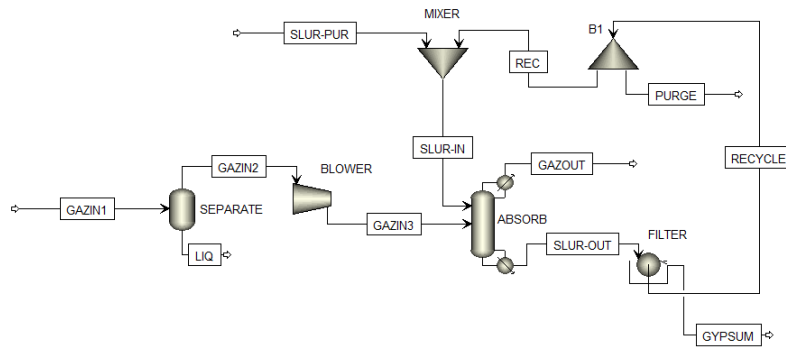 MIXER
SLUR-PUR
B1
REC
PURGE
SLUR-IN
RECYCLE
GAZIN2
BLOWER
GAZOUT
GAZIN1
SEPARATE
GAZIN3
ABSORB
FILTER
SLUR-OUT
LIQ
GYPSUM